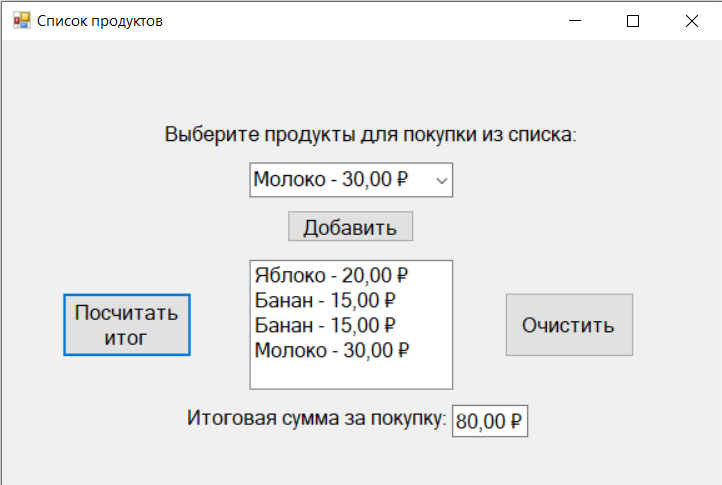 Список продуктов
Выберите продукты для покупки из списка:
Молоко - 30,00 ₽
Добавить
Яблоко - 20,00 ₽
Банан - 15,00 ₽
Банан - 15,00 ₽
Молоко - 30,00 ₽
Посчитать
итог
Очистить
Итоговая сумма за покупку: 80,00 ₽